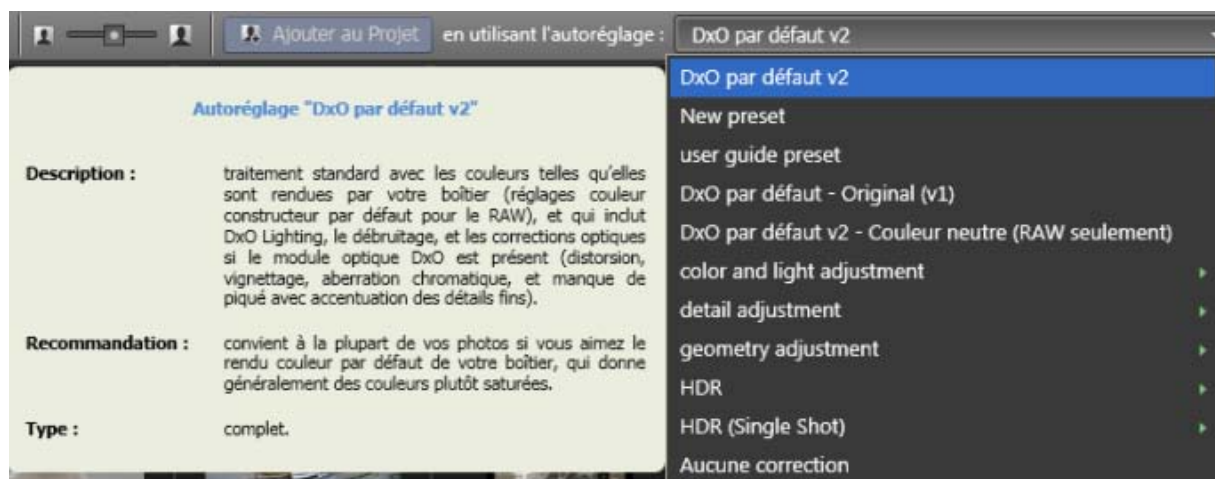 Ajouter au Projet en utilisant l'autoréglage : DxO par défaut v2
Autoréglage "DxO par défaut v2"
Description : traitement standard avec les couleurs telles qu'elles
sont rendues par votre boîtier (réglages couleur
constructeur par défaut pour le RAW), et qui inclut
DxO Lighting, le débruitage, et les corrections optiques
si le module optique DxO est présent (distorsion,
vignettage, aberration chromatique, et manque de
piqué avec accentuation des détails fins).
Recommandation : convient à la plupart de vos photos si vous aimez le
rendu couleur par défaut de votre boîtier, qui donne
généralement des couleurs plutôt saturées.
Type : complet.
DxO par défaut v2
New preset
user guide preset
DxO par défaut - Original (v1)
DxO par défaut v2 - Couleur neutre (RAW seulement)
color and light adjustment
detail adjustment
geometry adjustment
HDR
HDR (Single Shot)
Aucune correction